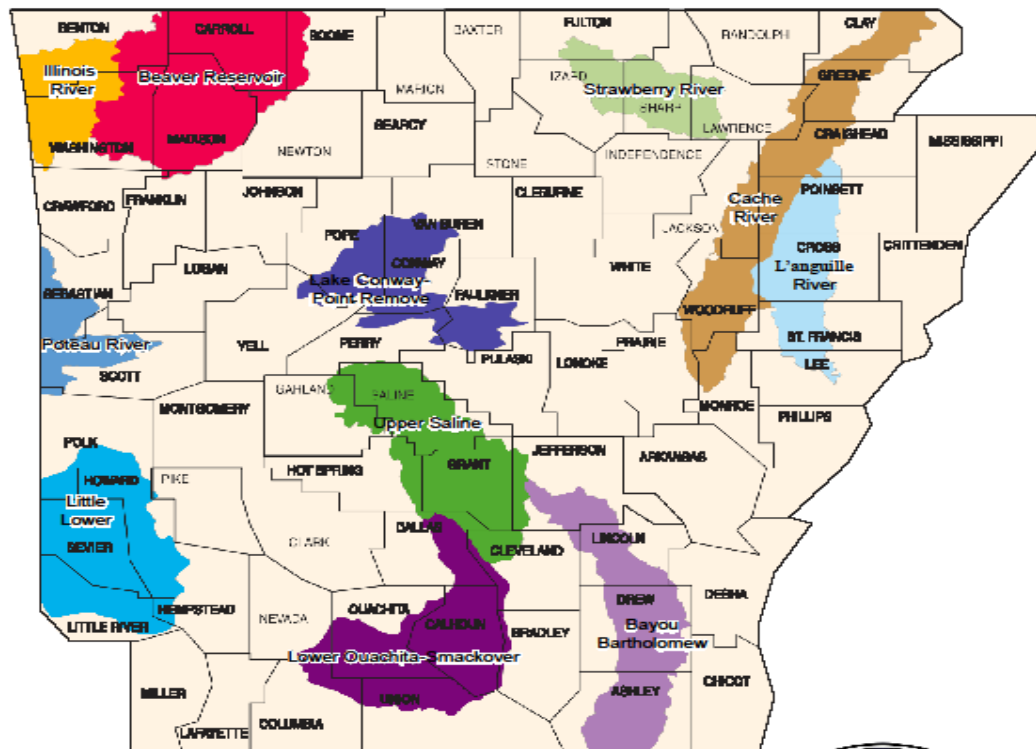 BENTON
CARROLL
BOONE
BAXTER
FULTON
RANDOLPH
CLAY
Illinois
River
Beaver Reservoir
MARION
IZARD
Strawberry River
SHARP
GREENE
WASHINGTON
MADISON
SEARCY
LAWRENCE
CRAIGHEAD
MISSISSIPPI
NEWTON
STONE
INDEPENDENCE
CRAWFORD
FRANKLIN
JOHNSON
CLEBURNE
POINSETT
Cache
River
JACKSON
POPE
VAN BUREN
LOGAN
CONWAY
WHITE
CROSS
CRITTENDEN
L'anguille
River
SEBASTIAN
Lake Conway-
Point Remove
FAULKNER
WOODRUFF
Poteau River
YELL
PERRY
PULASKI
LONOKE
PRAIRIE
ST. FRANCIS
LEE
SCOTT
GARLAND
SALINE
MONTGOMERY
Upper Saline
MONROE
PHILLIPS
POLK
HOT SPRING
GRANT
JEFFERSON
ARKANSAS
HOWARD
PIKE
Little
Lower
SEVIER
CLARK
DALLAS
CLEVELAND
LINCOLN
HEMPSTEAD
LITTLE RIVER
NEVADA
OUACHITA
CALHOUN
BRADLEY
DREW
DESHA
Bayou
Bartholomew
Lower Ouachita-Smackover
MILLER
LAFAYETTE
COLUMBIA
UNION
ASHLEY
CHICOT